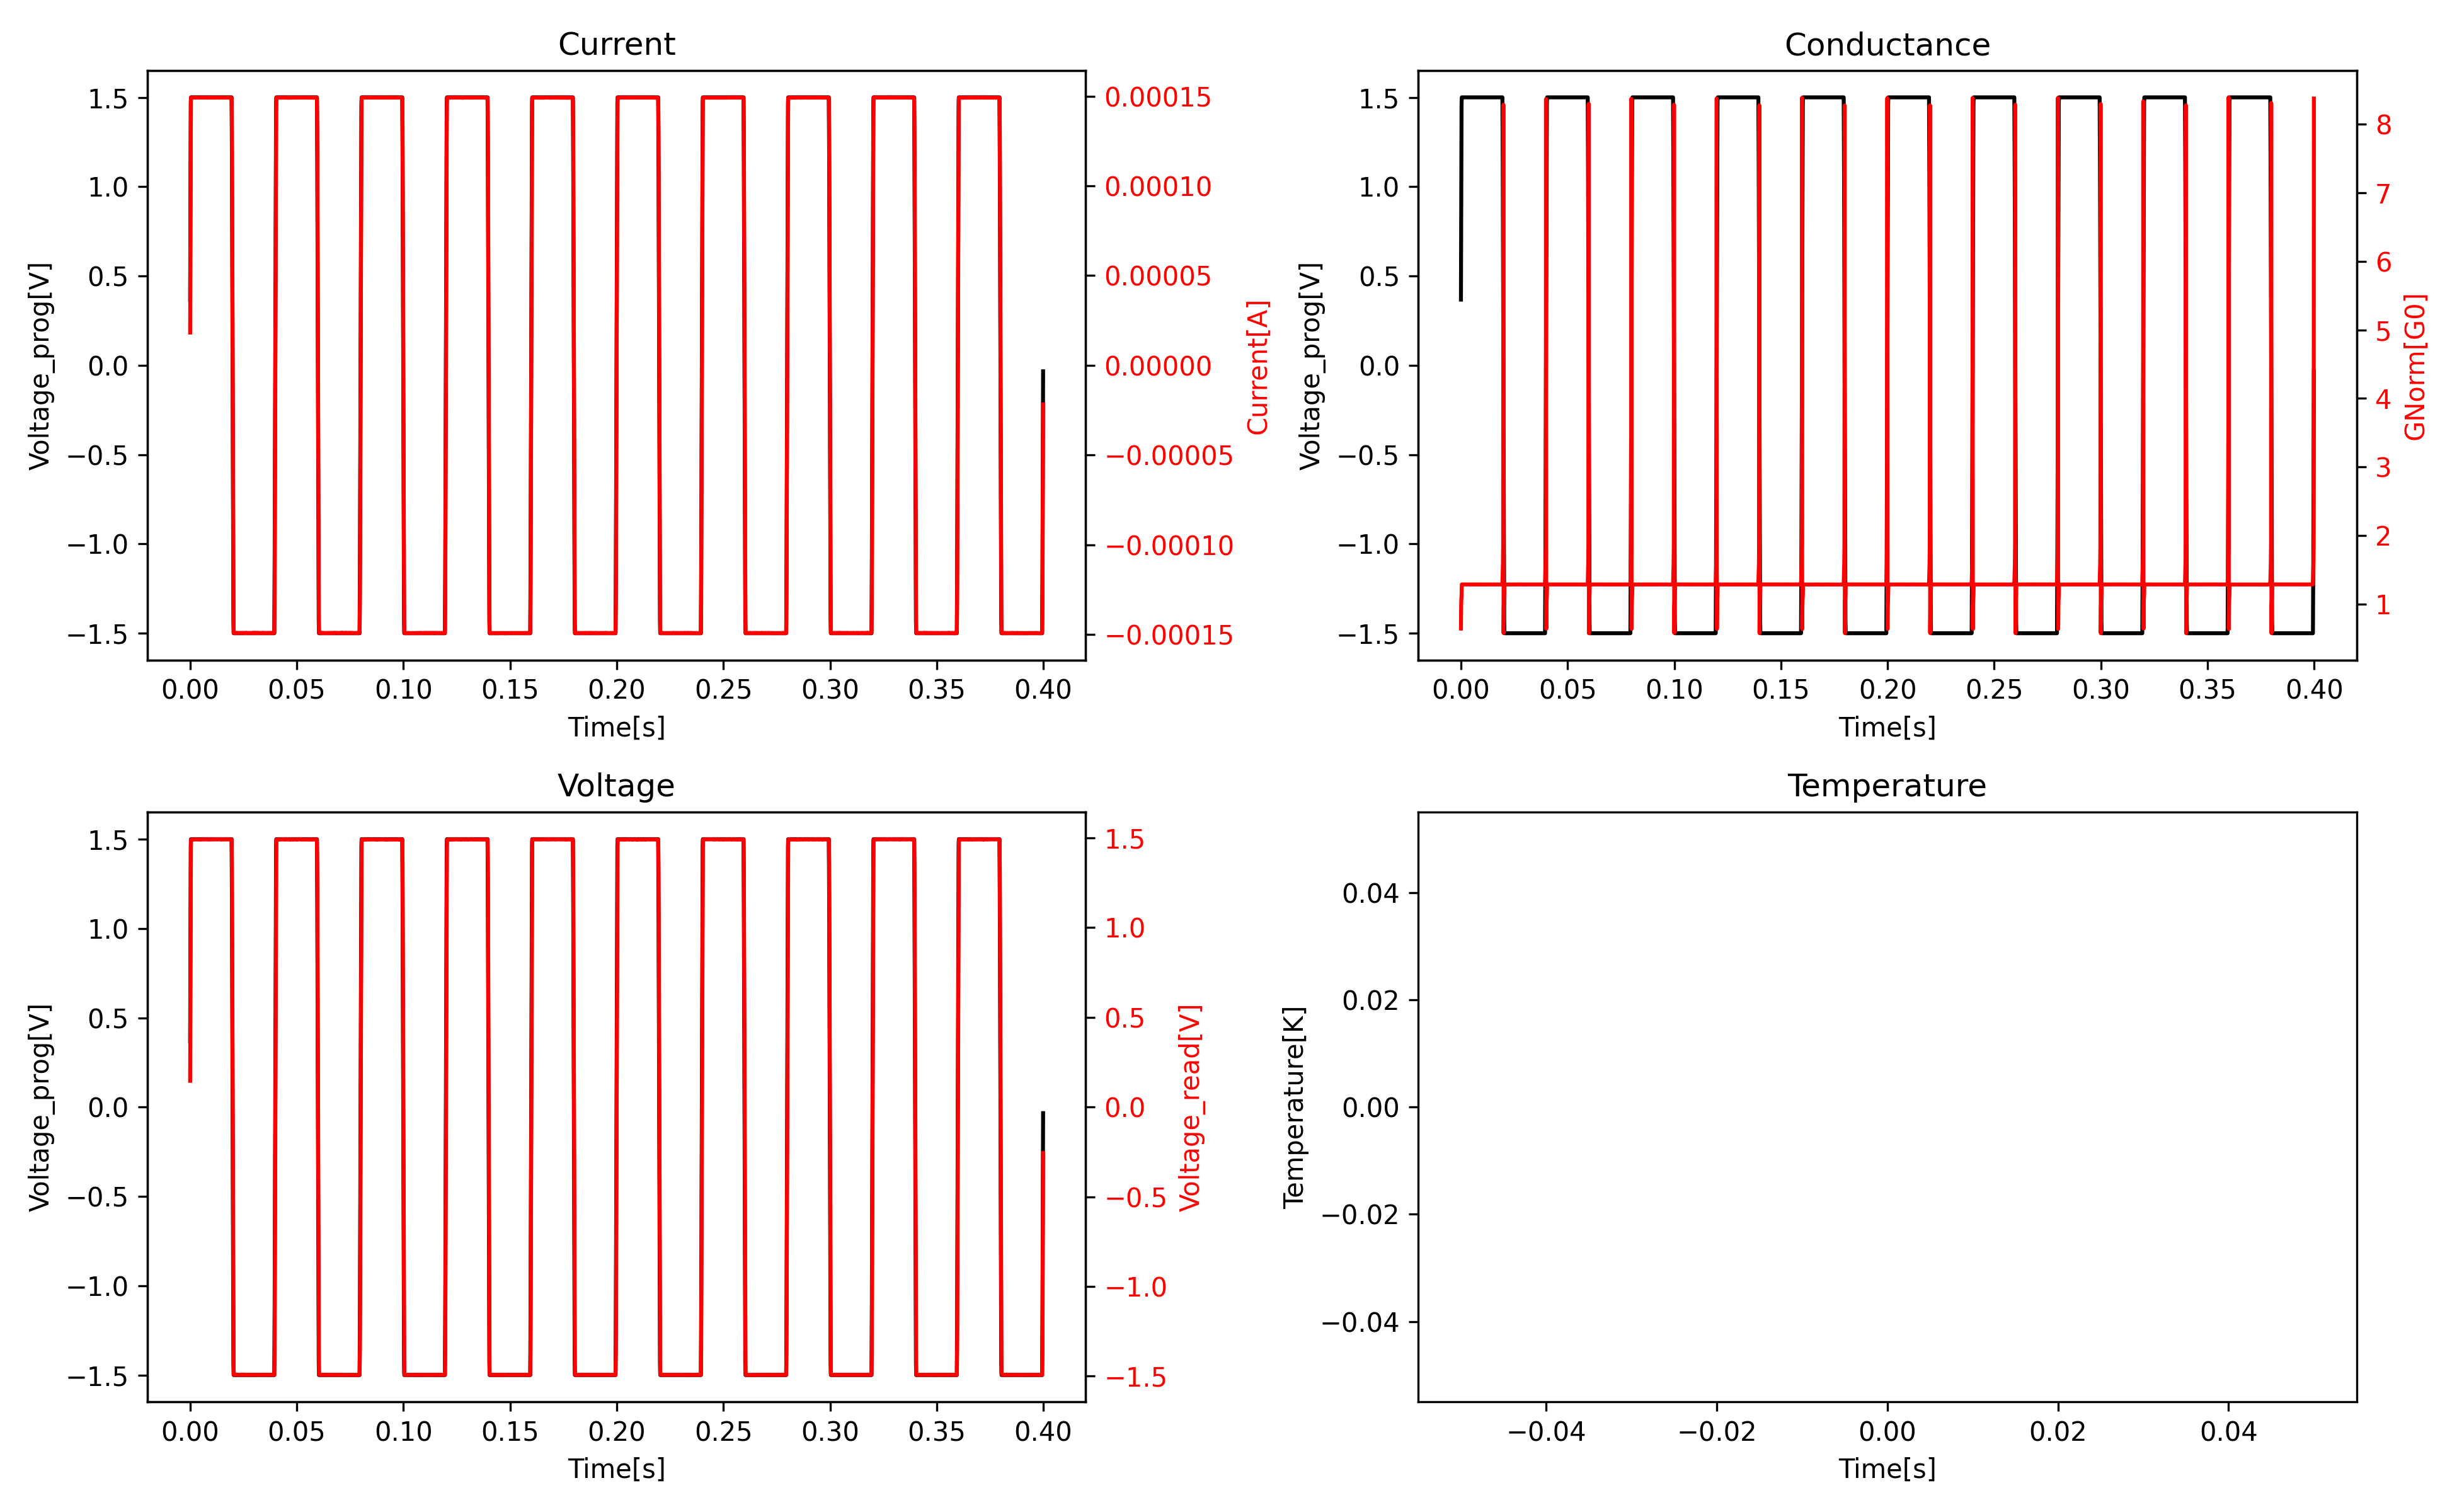 Current
1.5
1.0
0.5
0.0
−0.5
−1.0
−1.5
Voltage_prog[V]
0.00 0.05 0.10 0.15 0.20 0.25 0.30 0.35 0.40
Time[s]
0.00015
0.00010
0.00005
0.00000
−0.00005
−0.00010
−0.00015
Current[A]
Conductance
1.5
1.0
0.5
0.0
−0.5
−1.0
−1.5
Voltage_prog[V]
0.00 0.05 0.10 0.15 0.20 0.25 0.30 0.35 0.40
Time[s]
8
7
6
5
4
3
2
1
GNorm[G0]
Voltage
1.5
1.0
0.5
0.0
−0.5
−1.0
−1.5
Voltage_prog[V]
0.00 0.05 0.10 0.15 0.20 0.25 0.30 0.35 0.40
Time[s]
1.5
1.0
0.5
0.0
−0.5
−1.0
−1.5
Voltage_read[V]
Temperature
0.04
0.02
0.00
−0.02
−0.04
Temperature[K]
−0.04 −0.02 0.00 0.02 0.04
Time[s]